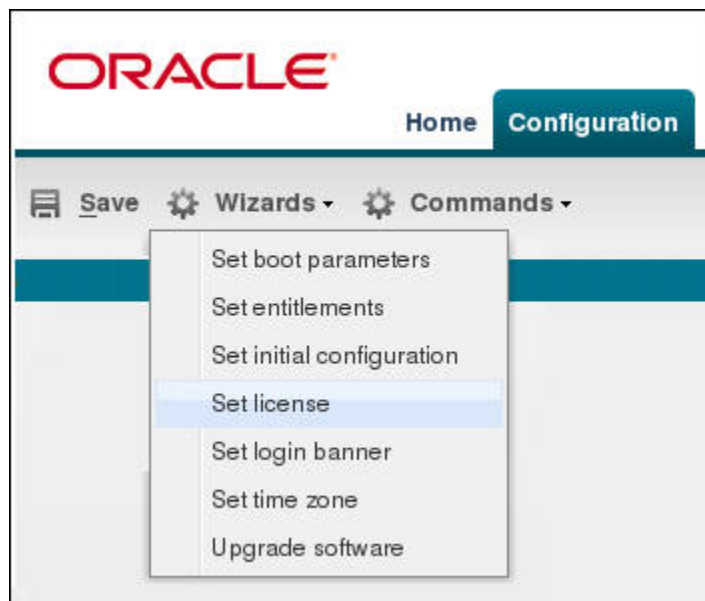 ORACLE
Home Configuration
Save Wizards Commands
Set boot parameters
Set entitlements
Set initial configuration
Set license
Set login banner
Set time zone
Upgrade software